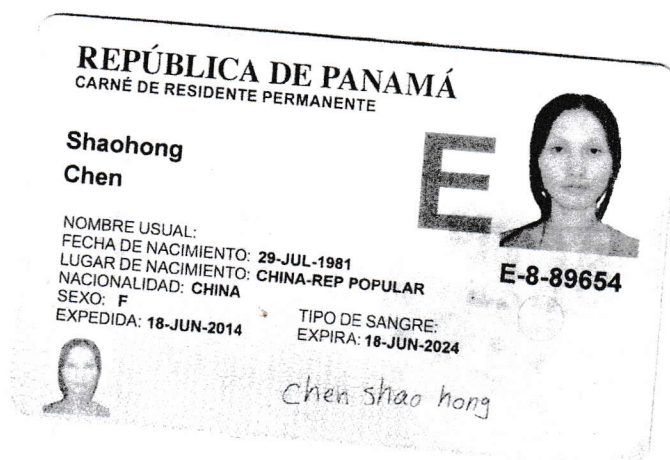 REPÚBLICA DE PANAMÁ
CARNÉ DE RESIDENTE PERMANENTE
Shaohong
Chen
E
NOMBRE USUAL:
FECHA DE NACIMIENTO: 29-JUL-1981
LUGAR DE NACIMIENTO: CHINA-REP POPULAR
NACIONALIDAD: CHINA
SEXO: F
TIPO DE SANGRE:
EXPEDIDA: 18-JUN-2014
EXPIRA: 18-JUN-2024
E-8-89654
Chen shao hong